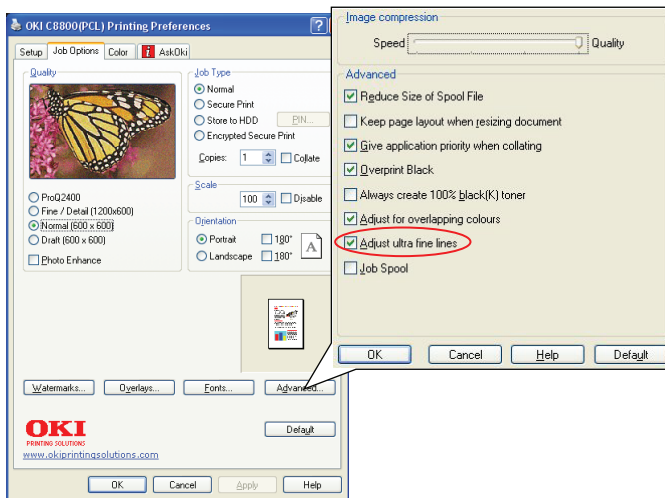 OKI C8800(PCL) Printing Preferences
?
Setup Job Options Color i AskOki
Quality
ProQ2400
Fine / Detail (1200x600)
Normal (600 x 600)
Draft (600 x 600)
Photo Enhance
Job Type
Normal
Secure Print
Store to HDD PIN...
Encrypted Secure Print
Copies: 1 Collate
Scale
100 Disable
Orientation
Portrait 180°
Landscape 180°
A
Watermarks... Overlays... Fonts... Advanced...
OKI
PRINTING SOLUTIONS
www.okiprintingsolutions.com
Default
OK Cancel Apply Help
Image compression
Speed Quality
Advanced
Reduce Size of Spool File
Keep page layout when resizing document
Give application priority when collating
Overprint Black
Always create 100% black(K) toner
Adjust for overlapping colours
Adjust ultra fine lines
Job Spool
OK Cancel Help Default